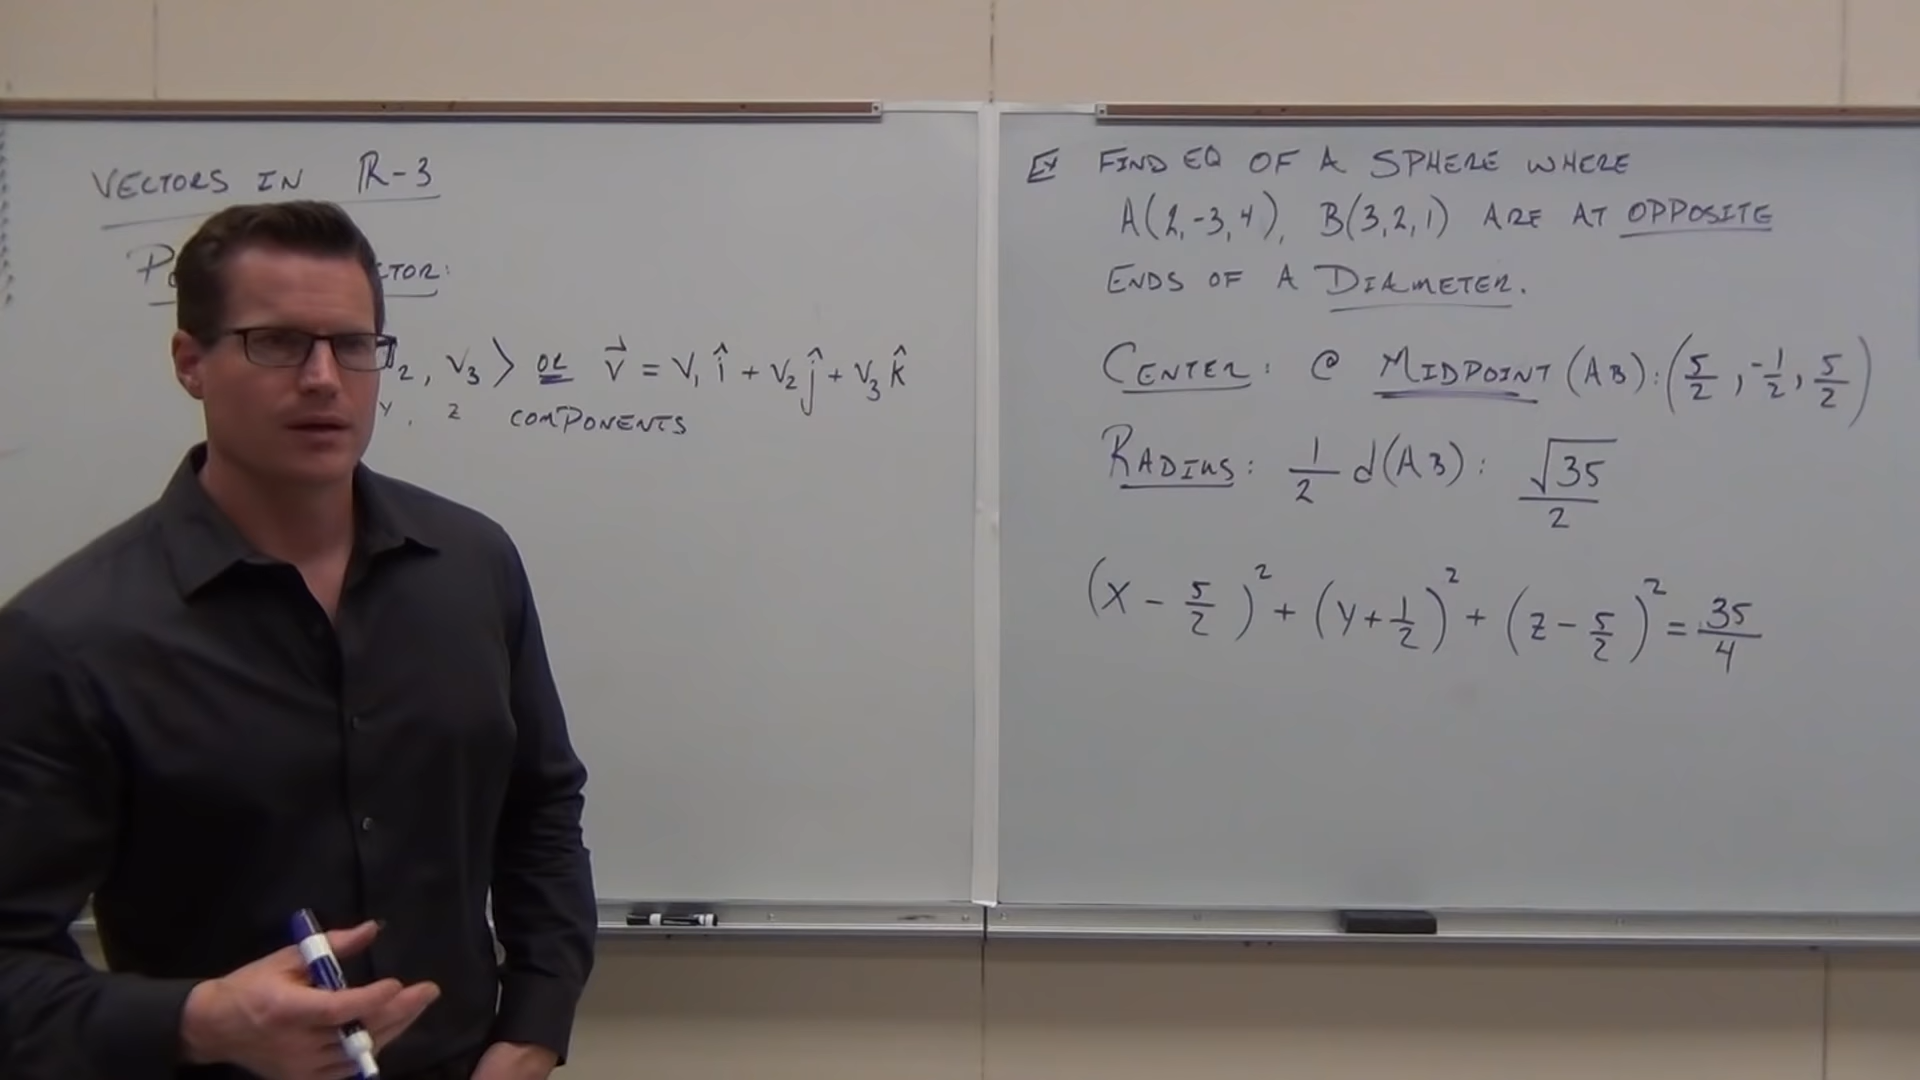 VECTORS IN R-3
CTOR:
2, V3 > OR v⃗ = V1 î + V2 ĵ + V3 k̂
Y, Z COMPONENTS
EX FIND EQ OF A SPHERE WHERE
A(2,-3,4), B(3,2,1) ARE AT OPPOSITE
ENDS OF A DIAMETER.
CENTER: @ MIDPOINT (AB): (5/2, -1/2, 5/2)
RADIUS: 1/2 d(AB): √35/2
(X - 5/2)² + (Y + 1/2)² + (Z - 5/2)² = 35/4